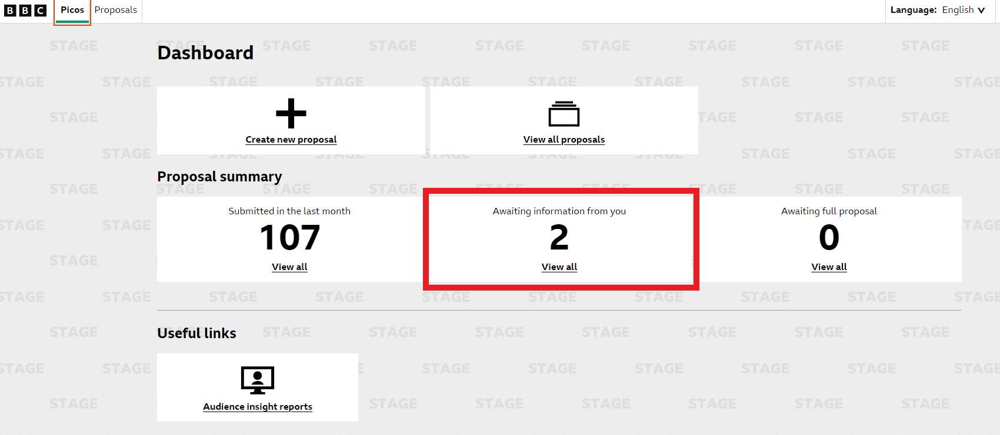 BBC Picos Proposals Language: English
Dashboard
Create new proposal View all proposals
Proposal summary
Submitted in the last month Awaiting information from you Awaiting full proposal
107 2 0
View all View all View all
Useful links
Audience insight reports
STAGE